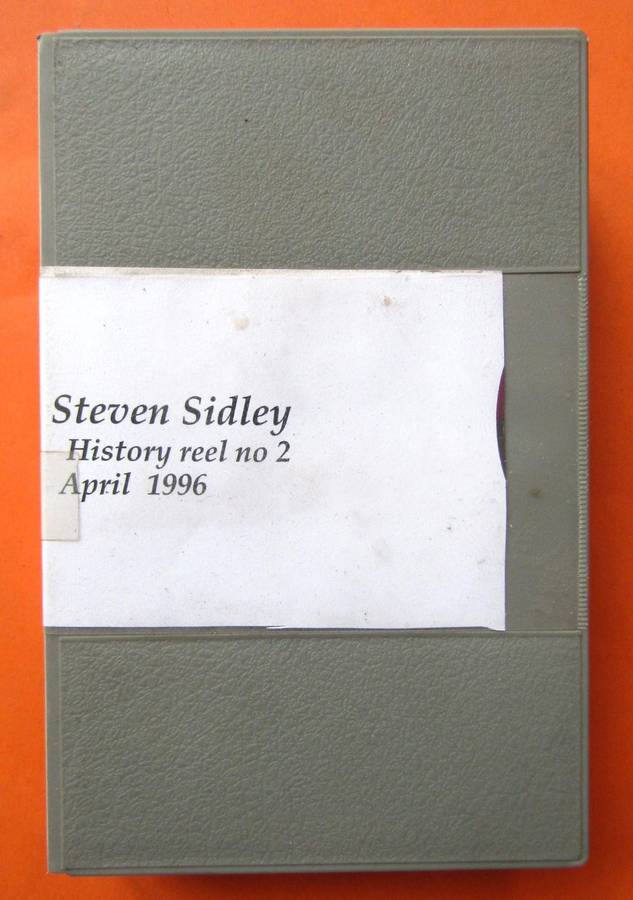 Steven Sidley
History reel no 2
April 1996